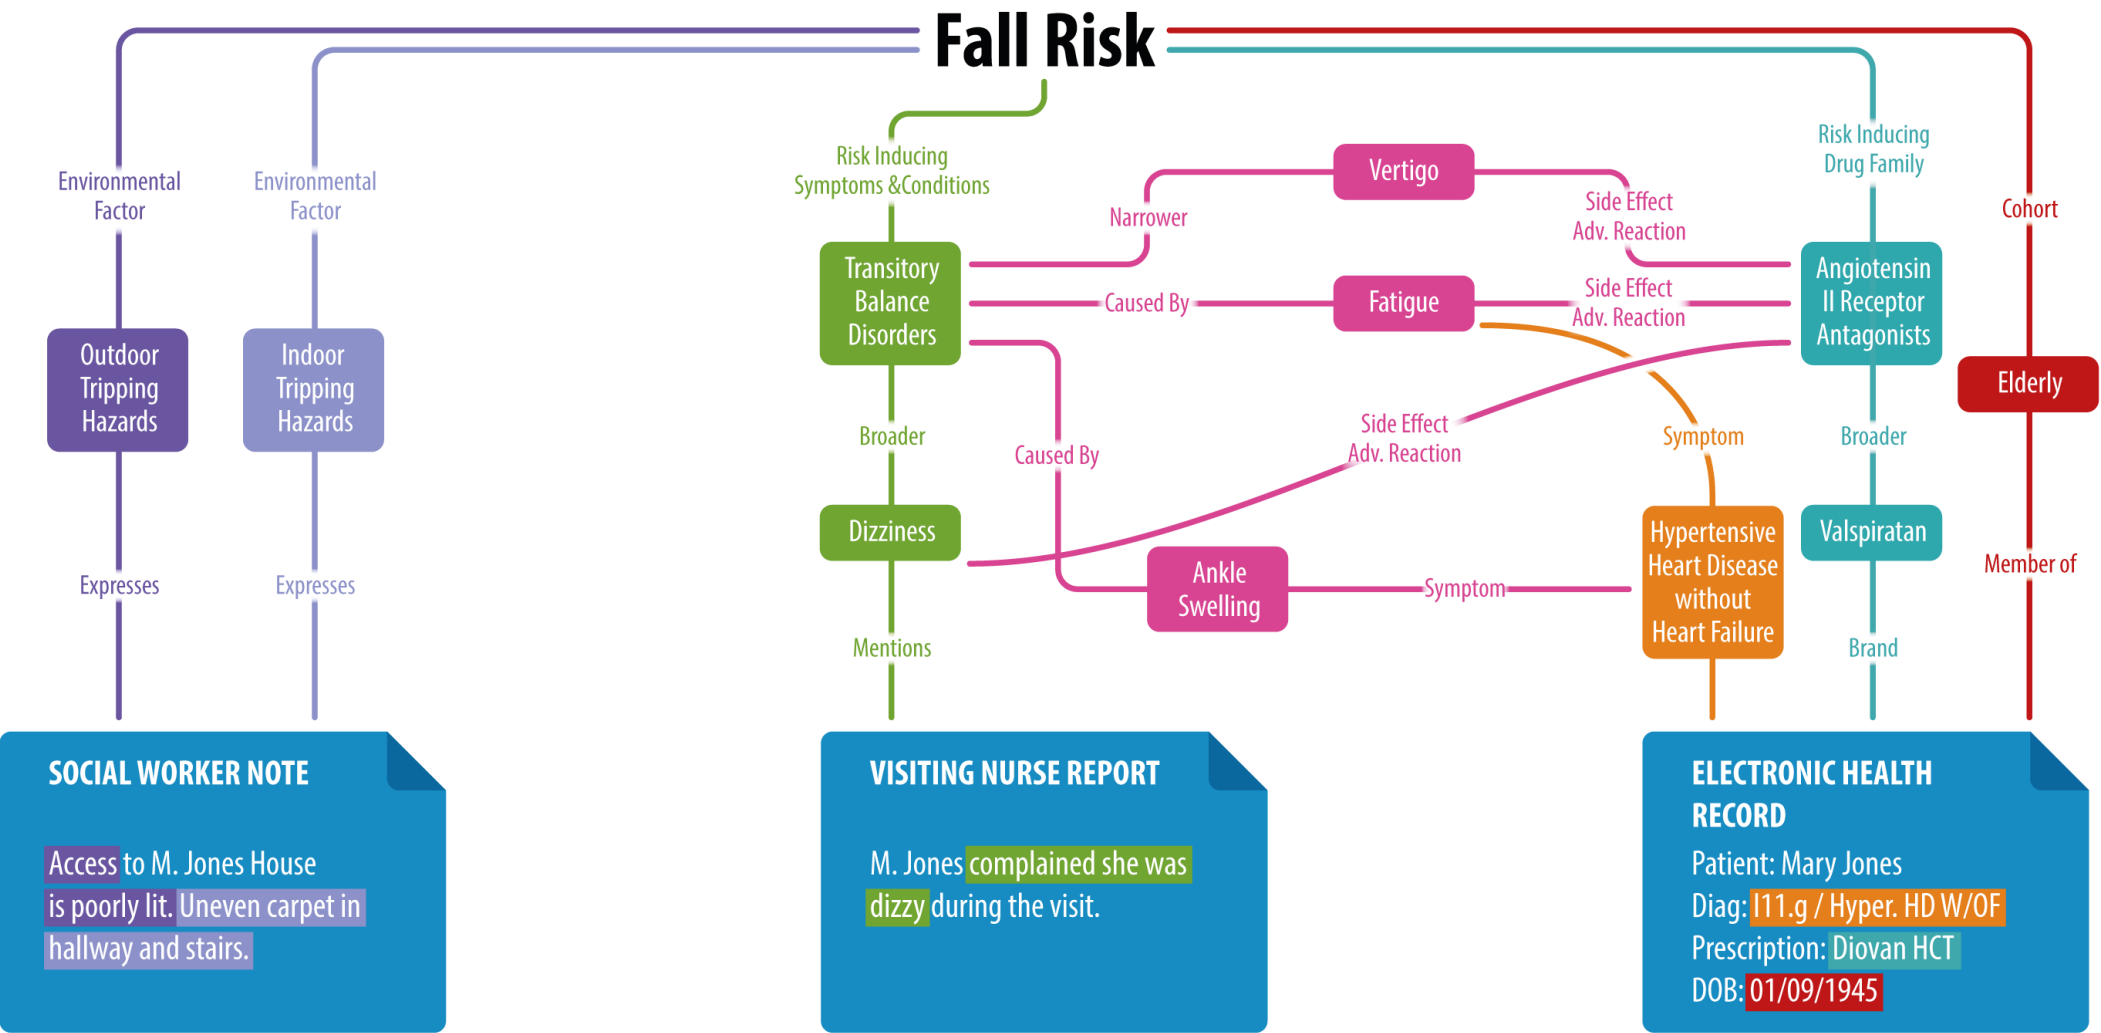 Fall Risk
Environmental
Factor
Environmental
Factor
Risk Inducing
Symptoms &Conditions
Narrower
Vertigo
Side Effect
Adv. Reaction
Risk Inducing
Drug Family
Cohort
Outdoor
Tripping
Hazards
Indoor
Tripping
Hazards
Transitory
Balance
Disorders
Caused By
Fatigue
Side Effect
Adv. Reaction
Angiotensin
II Receptor
Antagonists
Elderly
Broader
Caused By
Side Effect
Adv. Reaction
Symptom
Broader
Dizziness
Ankle
Swelling
Symptom
Hypertensive
Heart Disease
without
Heart Failure
Valspiratan
Member of
Expresses
Expresses
Mentions
Brand
SOCIAL WORKER NOTE
Access to M. Jones House
is poorly lit. Uneven carpet in
hallway and stairs.
VISITING NURSE REPORT
M. Jones complained she was
dizzy during the visit.
ELECTRONIC HEALTH
RECORD
Patient: Mary Jones
Diag: I11.g / Hyper. HD W/OF
Prescription: Diovan HCT
DOB: 01/09/1945